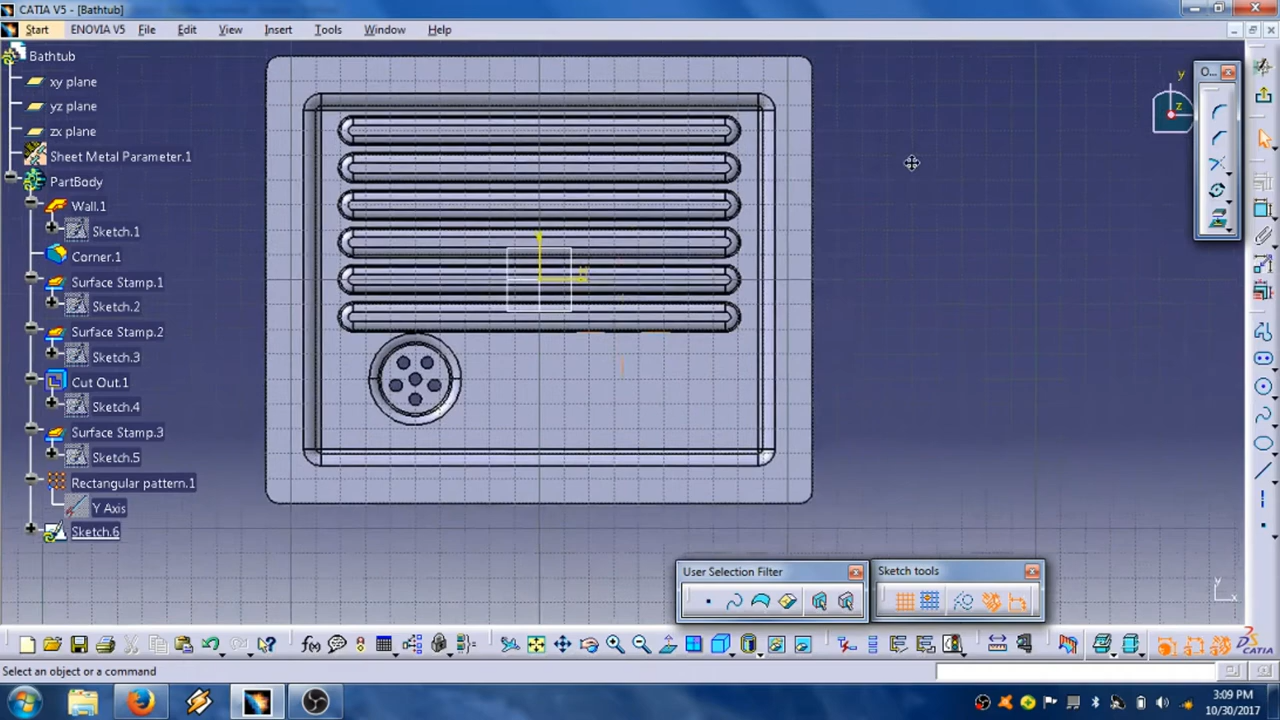 CATIA V5 - [Bathtub]
Start ENOVIA V5 File Edit View Insert Tools Window Help
Bathtub
xy plane
yz plane
zx plane
Sheet Metal Parameter.1
PartBody
Wall.1
Sketch.1
Corner.1
Surface Stamp.1
Sketch.2
Surface Stamp.2
Sketch.3
Cut Out.1
Sketch.4
Surface Stamp.3
Sketch.5
Rectangular pattern.1
Y Axis
Sketch.6
y
z
O...
User Selection Filter
Sketch tools
y
x
f(x)
CATIA
Select an object or a command
3:09 PM
10/30/2017